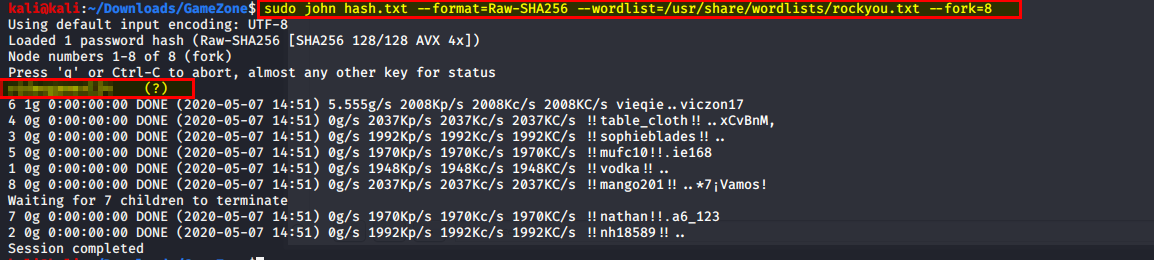 kali@kali:~/Downloads/GameZone$ sudo john hash.txt --format=Raw-SHA256 --wordlist=/usr/share/wordlists/rockyou.txt --fork=8
Using default input encoding: UTF-8
Loaded 1 password hash (Raw-SHA256 [SHA256 128/128 AVX 4x])
Node numbers 1-8 of 8 (fork)
Press 'q' or Ctrl-C to abort, almost any other key for status
(?)
6 1g 0:00:00:00 DONE (2020-05-07 14:51) 5.555g/s 2008Kp/s 2008Kc/s 2008KC/s vieqie..viczon17
4 0g 0:00:00:00 DONE (2020-05-07 14:51) 0g/s 2037Kp/s 2037Kc/s 2037KC/s !!table_cloth!!..xCvBnM,
3 0g 0:00:00:00 DONE (2020-05-07 14:51) 0g/s 1992Kp/s 1992Kc/s 1992KC/s !!sophieblades!!..
5 0g 0:00:00:00 DONE (2020-05-07 14:51) 0g/s 1970Kp/s 1970Kc/s 1970KC/s !!mufc10!!.ie168
1 0g 0:00:00:00 DONE (2020-05-07 14:51) 0g/s 1948Kp/s 1948Kc/s 1948KC/s !!vodka!!..
8 0g 0:00:00:00 DONE (2020-05-07 14:51) 0g/s 2037Kp/s 2037Kc/s 2037KC/s !!mango201!!..*7¡Vamos!
Waiting for 7 children to terminate
7 0g 0:00:00:00 DONE (2020-05-07 14:51) 0g/s 1970Kp/s 1970Kc/s 1970KC/s !!nathan!!.a6_123
2 0g 0:00:00:00 DONE (2020-05-07 14:51) 0g/s 1992Kp/s 1992Kc/s 1992KC/s !!nh18589!!..
Session completed